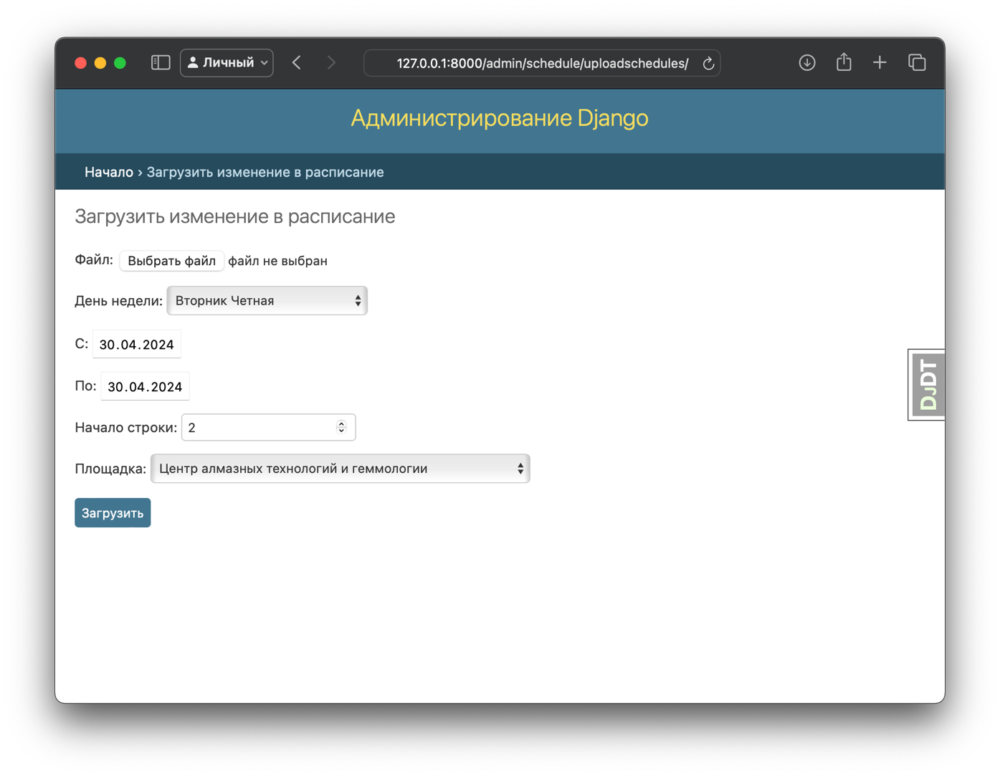 Личный
127.0.0.1:8000/admin/schedule/uploadschedules/
Администрирование Django
Начало › Загрузить изменение в расписание
Загрузить изменение в расписание
Файл: Выбрать файл файл не выбран
День недели: Вторник Четная
С: 30.04.2024
По: 30.04.2024
Начало строки: 2
Площадка: Центр алмазных технологий и геммологии
Загрузить
DJDT